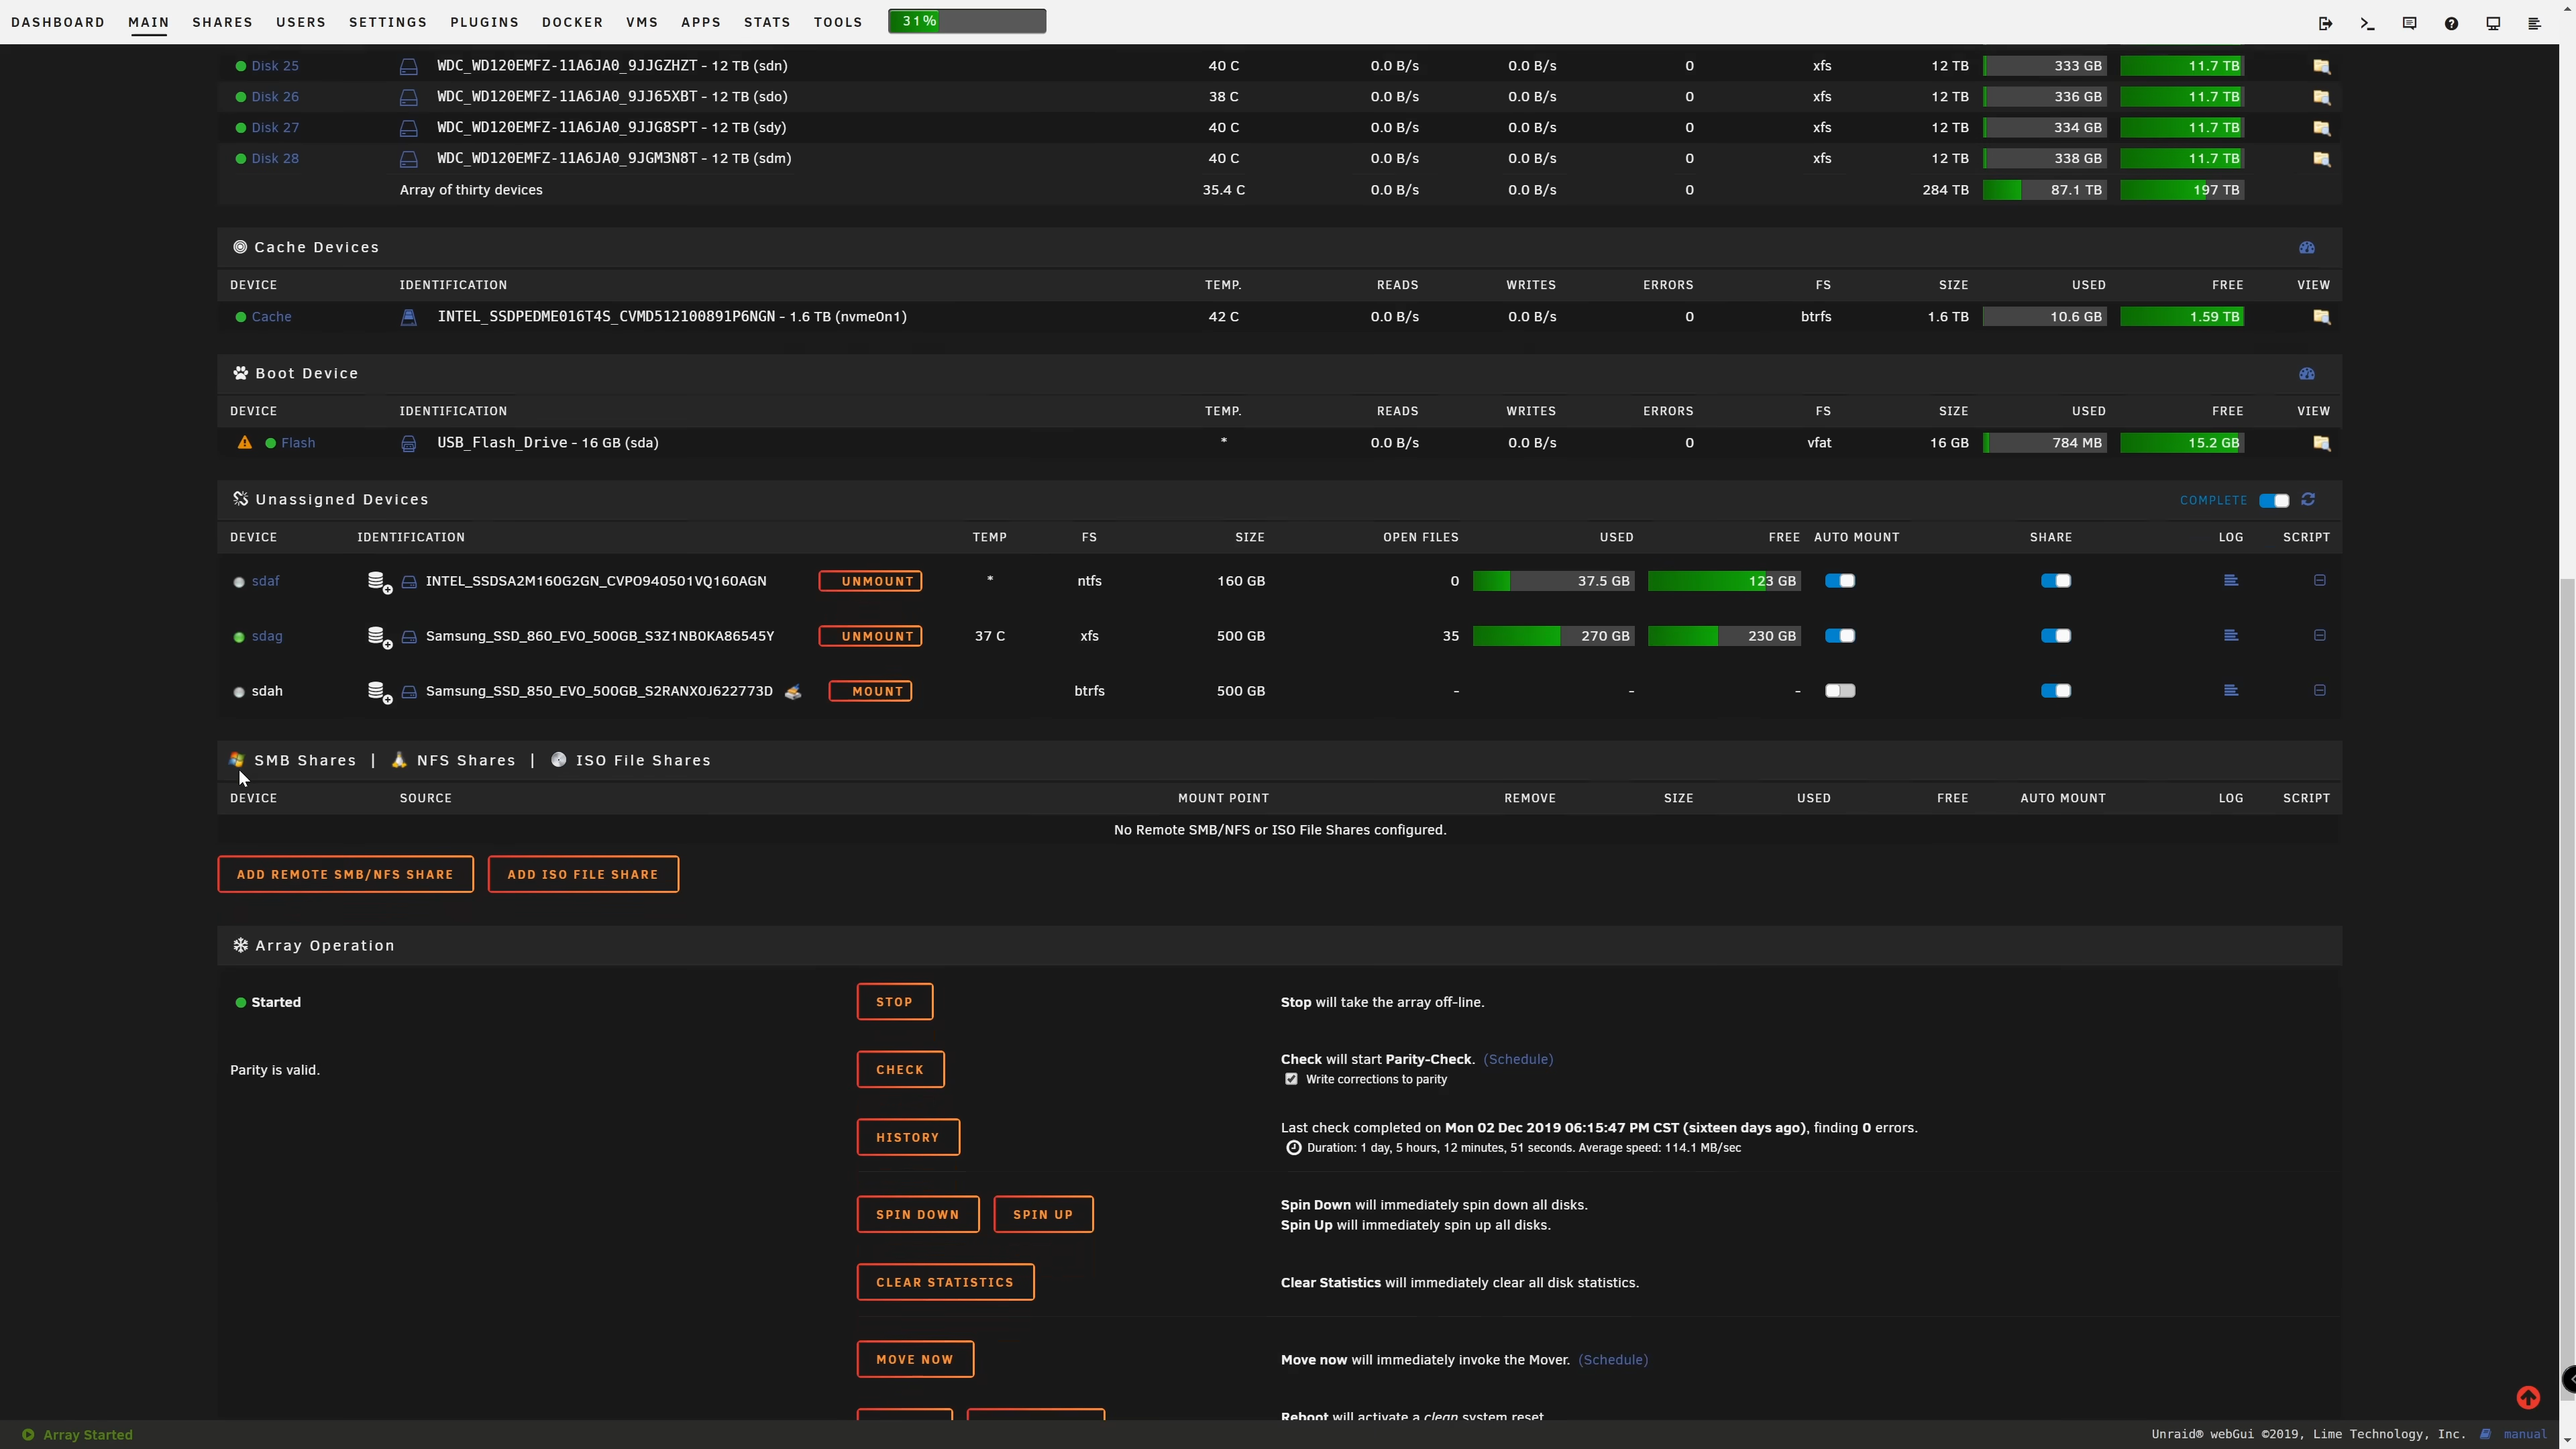 DASHBOARD MAIN SHARES USERS SETTINGS PLUGINS DOCKER VMS APPS STATS TOOLS 31%
Disk 25 WDC_WD120EMFZ-11A6JA0_9JJGZHZT - 12 TB (sdn) 40 C 0.0 B/s 0.0 B/s 0 xfs 12 TB 333 GB 11.7 TB
Disk 26 WDC_WD120EMFZ-11A6JA0_9JJ65XBT - 12 TB (sdo) 38 C 0.0 B/s 0.0 B/s 0 xfs 12 TB 336 GB 11.7 TB
Disk 27 WDC_WD120EMFZ-11A6JA0_9JJG8SPT - 12 TB (sdy) 40 C 0.0 B/s 0.0 B/s 0 xfs 12 TB 334 GB 11.7 TB
Disk 28 WDC_WD120EMFZ-11A6JA0_9JGM3N8T - 12 TB (sdm) 40 C 0.0 B/s 0.0 B/s 0 xfs 12 TB 338 GB 11.7 TB
Array of thirty devices 35.4 C 0.0 B/s 0.0 B/s 0 284 TB 87.1 TB 197 TB
Cache Devices
DEVICE IDENTIFICATION TEMP. READS WRITES ERRORS FS SIZE USED FREE VIEW
Cache INTEL_SSDPEDME016T4S_CVMD512100891P6NGN - 1.6 TB (nvme0n1) 42 C 0.0 B/s 0.0 B/s 0 btrfs 1.6 TB 10.6 GB 1.59 TB
Boot Device
DEVICE IDENTIFICATION TEMP. READS WRITES ERRORS FS SIZE USED FREE VIEW
Flash USB_Flash_Drive - 16 GB (sda) * 0.0 B/s 0.0 B/s 0 vfat 16 GB 784 MB 15.2 GB
Unassigned Devices COMPLETE
DEVICE IDENTIFICATION TEMP FS SIZE OPEN FILES USED FREE AUTO MOUNT SHARE LOG SCRIPT
sdaf INTEL_SSDSA2M160G2GN_CVPO940501VQ160AGN UNMOUNT * ntfs 160 GB 0 37.5 GB 123 GB
sdag Samsung_SSD_860_EVO_500GB_S3Z1NB0KA86545Y UNMOUNT 37 C xfs 500 GB 35 270 GB 230 GB
sdah Samsung_SSD_850_EVO_500GB_S2RANX0J622773D MOUNT btrfs 500 GB - - -
SMB Shares | NFS Shares | ISO File Shares
DEVICE SOURCE MOUNT POINT REMOVE SIZE USED FREE AUTO MOUNT LOG SCRIPT
No Remote SMB/NFS or ISO File Shares configured.
ADD REMOTE SMB/NFS SHARE ADD ISO FILE SHARE
Array Operation
Started STOP Stop will take the array off-line.
Parity is valid. CHECK Check will start Parity-Check. (Schedule)
Write corrections to parity
HISTORY Last check completed on Mon 02 Dec 2019 06:15:47 PM CST (sixteen days ago), finding 0 errors.
Duration: 1 day, 5 hours, 12 minutes, 51 seconds. Average speed: 114.1 MB/sec
SPIN DOWN SPIN UP Spin Down will immediately spin down all disks.
Spin Up will immediately spin up all disks.
CLEAR STATISTICS Clear Statistics will immediately clear all disk statistics.
MOVE NOW Move now will immediately invoke the Mover. (Schedule)
Reboot will activate a clean system reset
Array Started Unraid® webGui ©2019, Lime Technology, Inc. manual